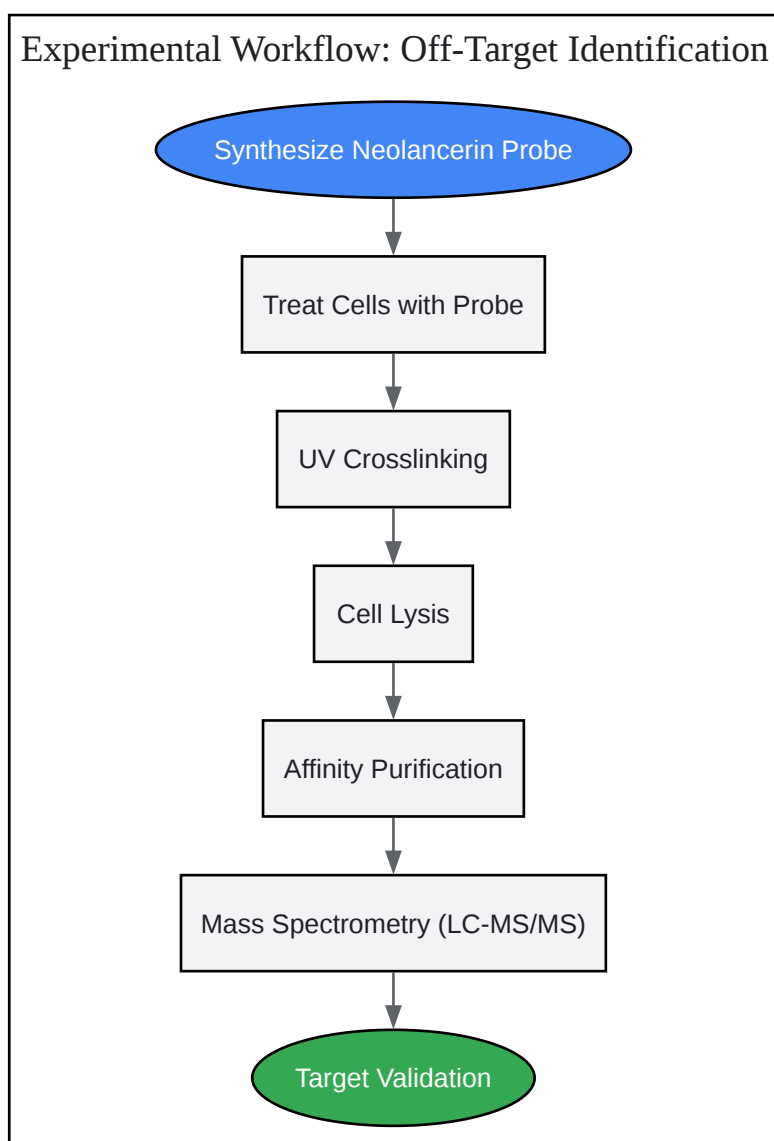 Experimental Workflow: Off-Target Identification
Synthesize Neolancerin Probe
Treat Cells with Probe
UV Crosslinking
Cell Lysis
Affinity Purification
Mass Spectrometry (LC-MS/MS)
Target Validation